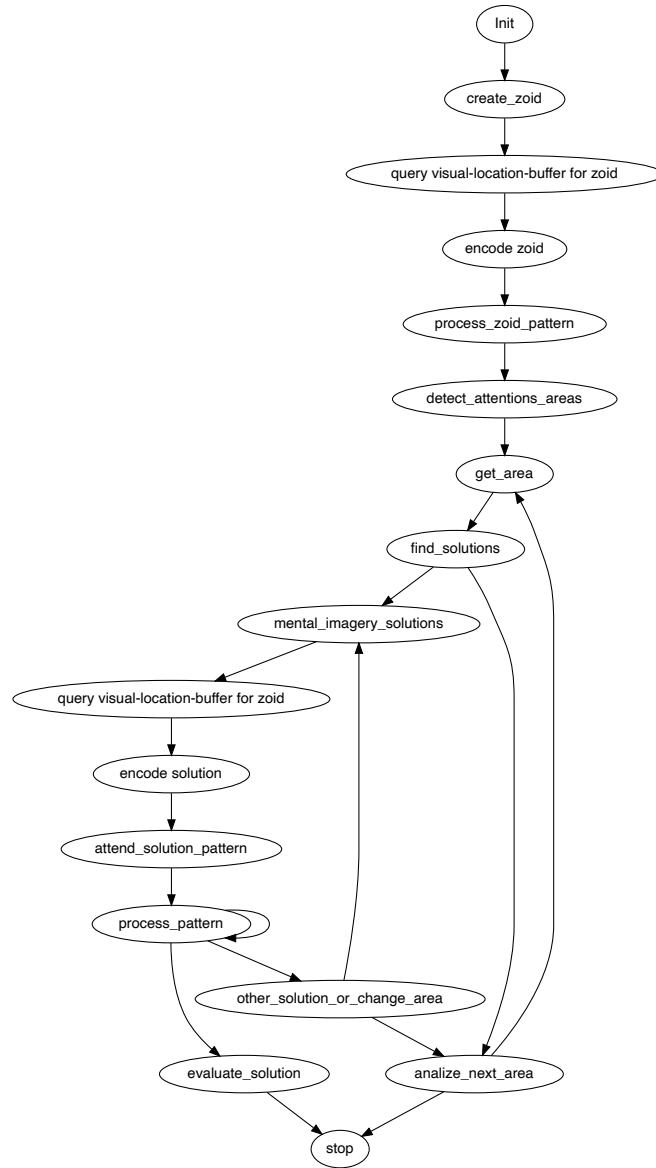 Init
create_zoid
query visual-location-buffer for zoid
encode zoid
process_zoid_pattern
detect_attentions_areas
get_area
find_solutions
mental_imagery_solutions
query visual-location-buffer for zoid
encode solution
attend_solution_pattern
process_pattern
other_solution_or_change_area
evaluate_solution
analize_next_area
stop